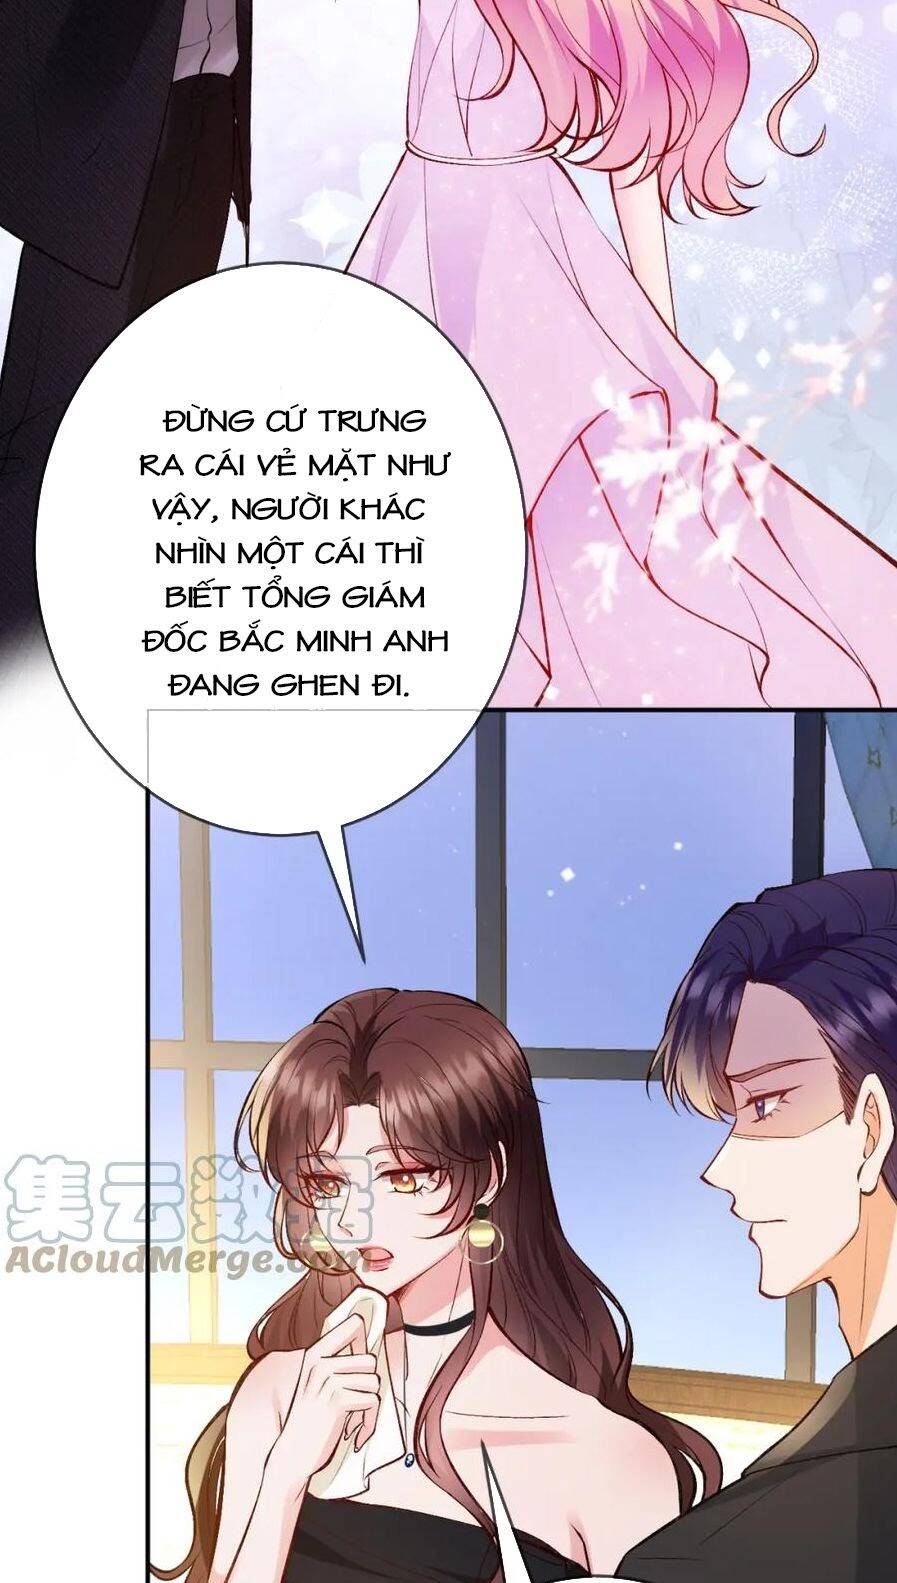 ĐỪNG CỨ TRƯNG
RA CÁI VẺ MẶT NHƯ
VẬY, NGƯỜI KHÁC
NHÌN MỘT CÁI THÌ
BIẾT TỔNG GIÁM
ĐỐC BẮC MINH ANH
ĐANG GHEN ĐI.
集云数据
ACloudMerge.com